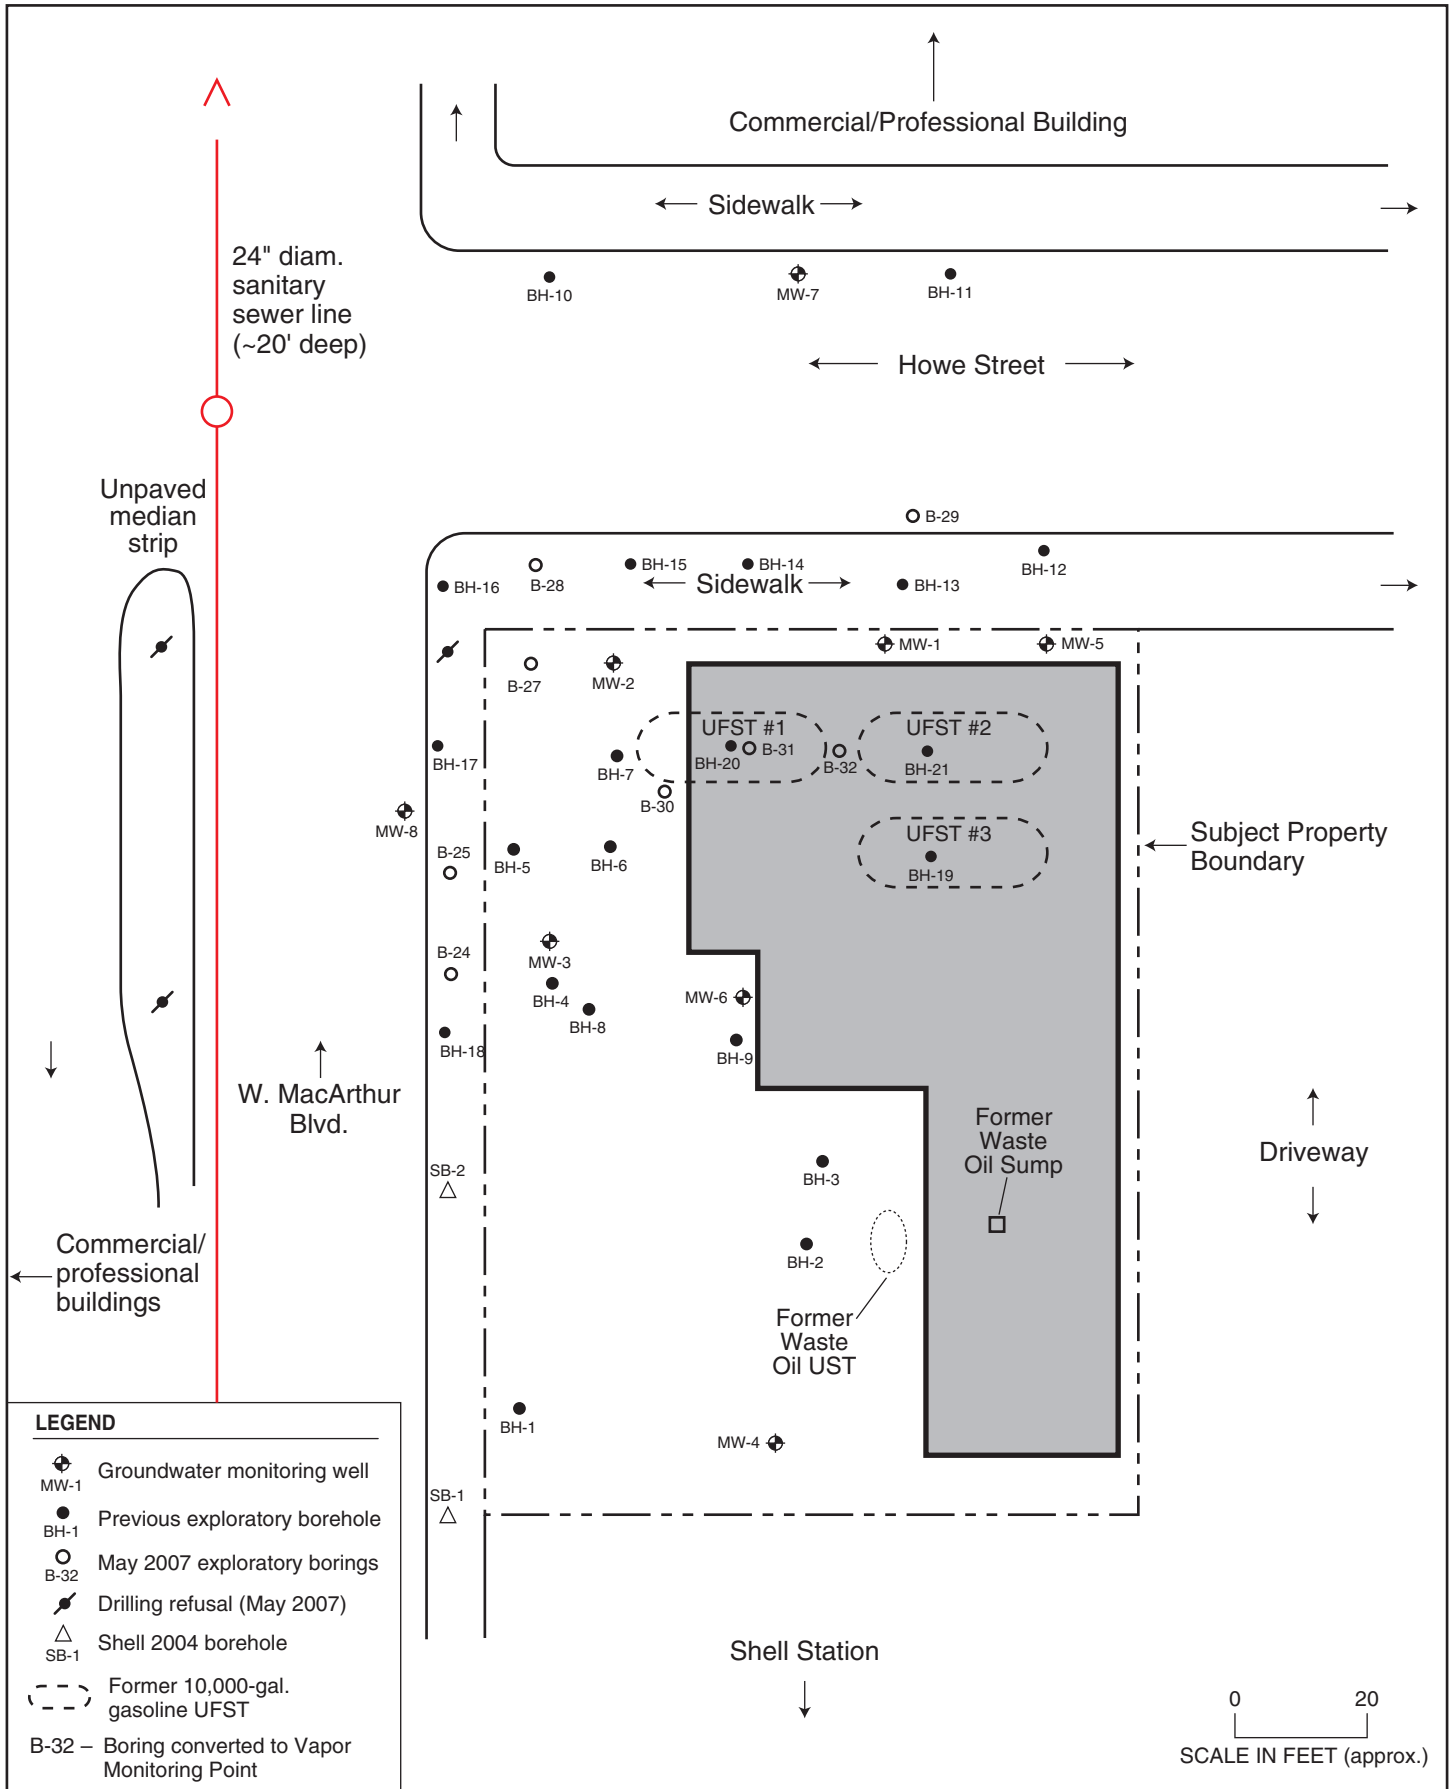 Commercial/Professional Building
Sidewalk
24" diam.
sanitary
sewer line
(~20' deep)
BH-10
MW-7
BH-11
Howe Street
Unpaved
median
strip
B-29
BH-16
B-28
BH-15
BH-14
Sidewalk
BH-13
BH-12
B-27
MW-2
MW-1
MW-5
UFST #1
UFST #2
BH-17
BH-7
BH-20
B-31
B-32
BH-21
B-30
MW-8
UFST #3
Subject Property
Boundary
B-25
BH-5
BH-6
BH-19
B-24
MW-3
BH-4
MW-6
BH-8
BH-18
BH-9
W. MacArthur
Blvd.
Former
Waste
Oil Sump
Driveway
SB-2
BH-3
Commercial/
professional
buildings
BH-2
Former
Waste
Oil UST
BH-1
MW-4
SB-1
LEGEND
MW-1 Groundwater monitoring well
BH-1 Previous exploratory borehole
B-32 May 2007 exploratory borings
Drilling refusal (May 2007)
SB-1 Shell 2004 borehole
Former 10,000-gal.
gasoline UFST
B-32 – Boring converted to Vapor
Monitoring Point
Shell Station
0 20
SCALE IN FEET (approx.)